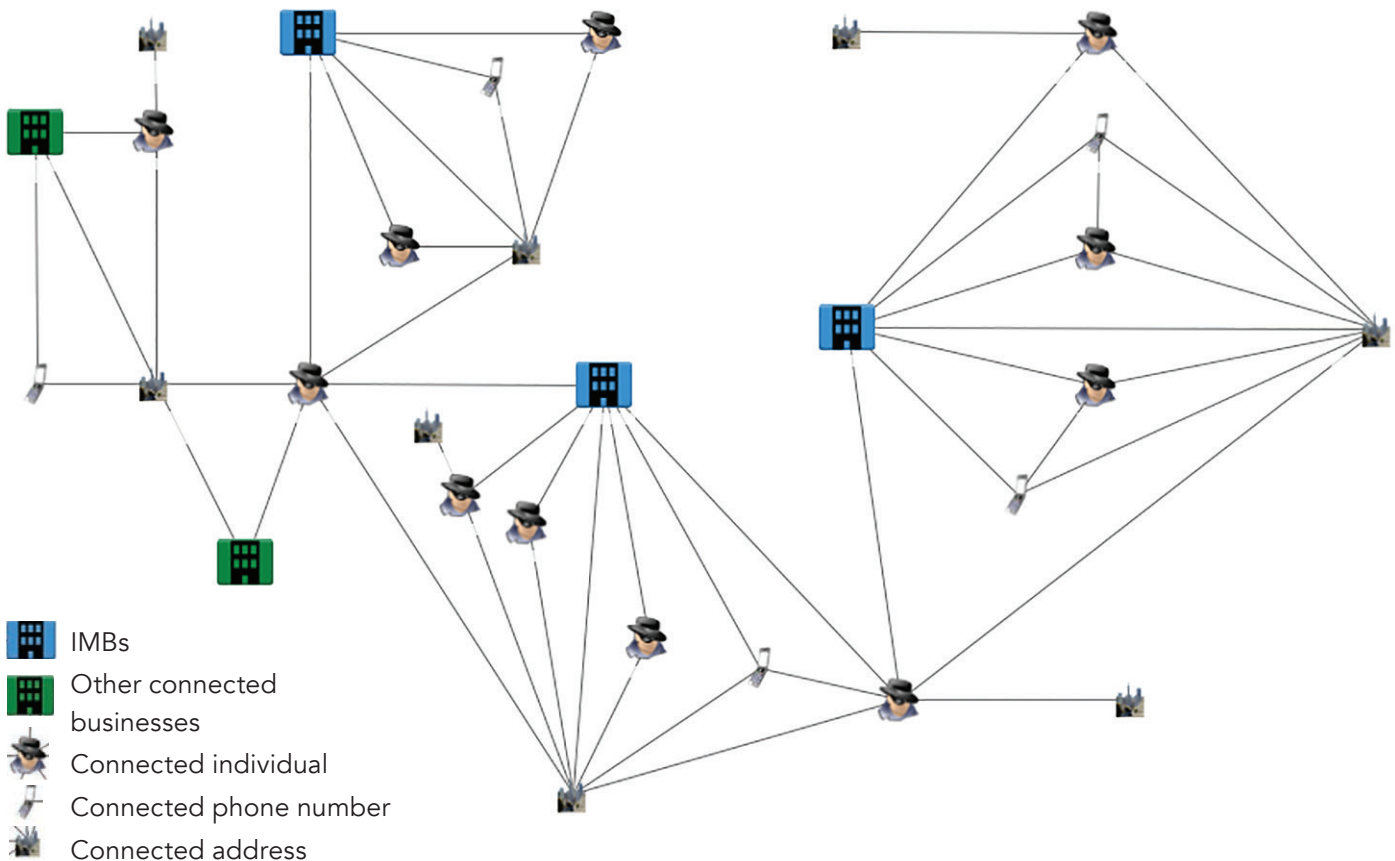 IMBs
Other connected
businesses
Connected individual
Connected phone number
Connected address